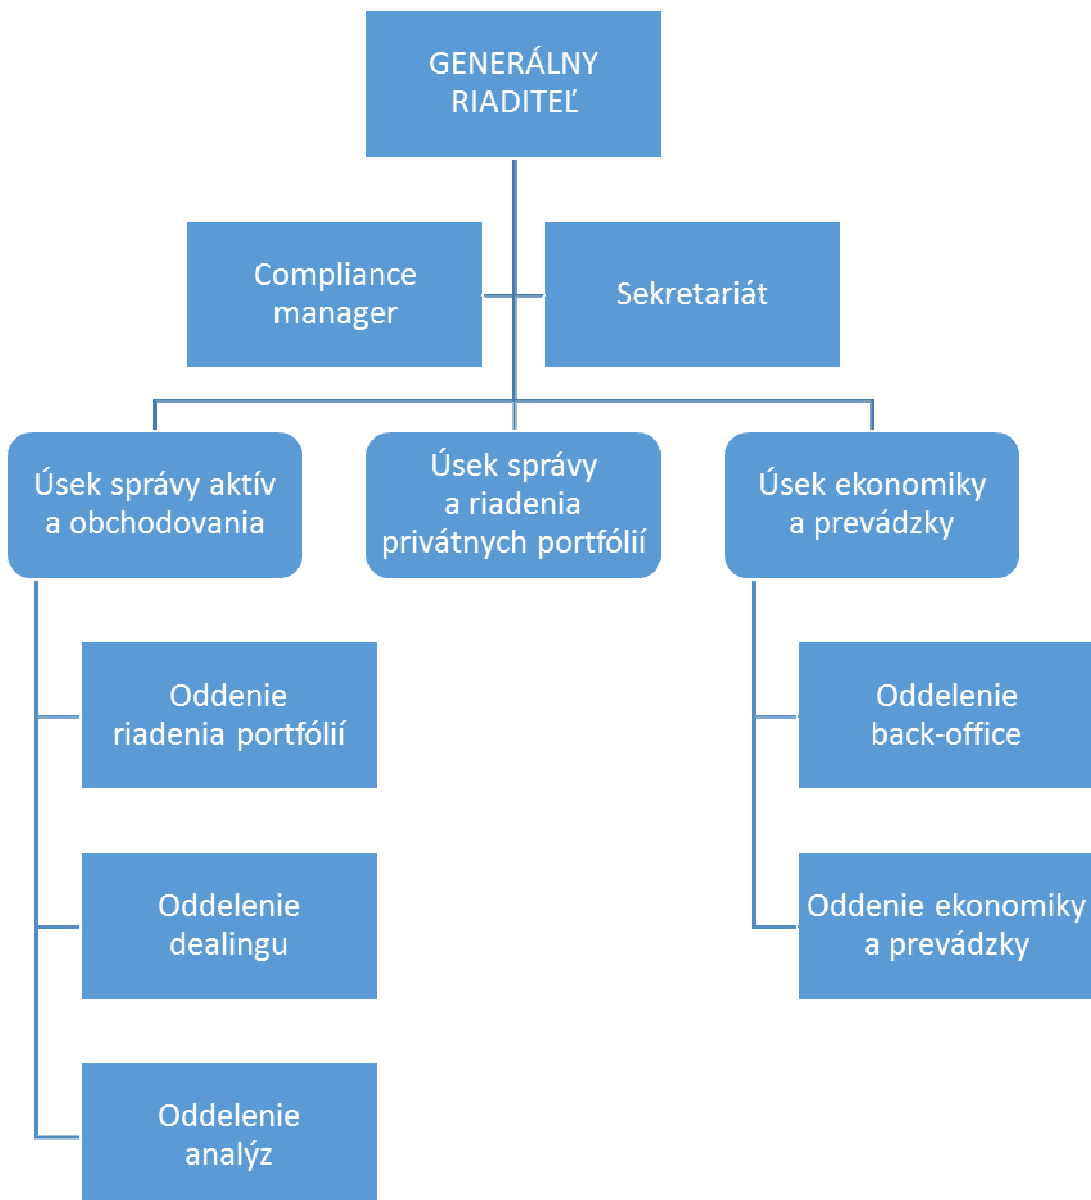 GENERÁLNY
RIADITEĽ
Compliance
manager
Sekretariát
Úsek správy aktív
a obchodovania
Úsek správy
a riadenia
privátnych portfólií
Úsek ekonomiky
a prevádzky
Oddenie
riadenia portfólií
Oddelenie
back-office
Oddelenie
dealingu
Oddenie ekonomiky
a prevádzky
Oddelenie
analýz